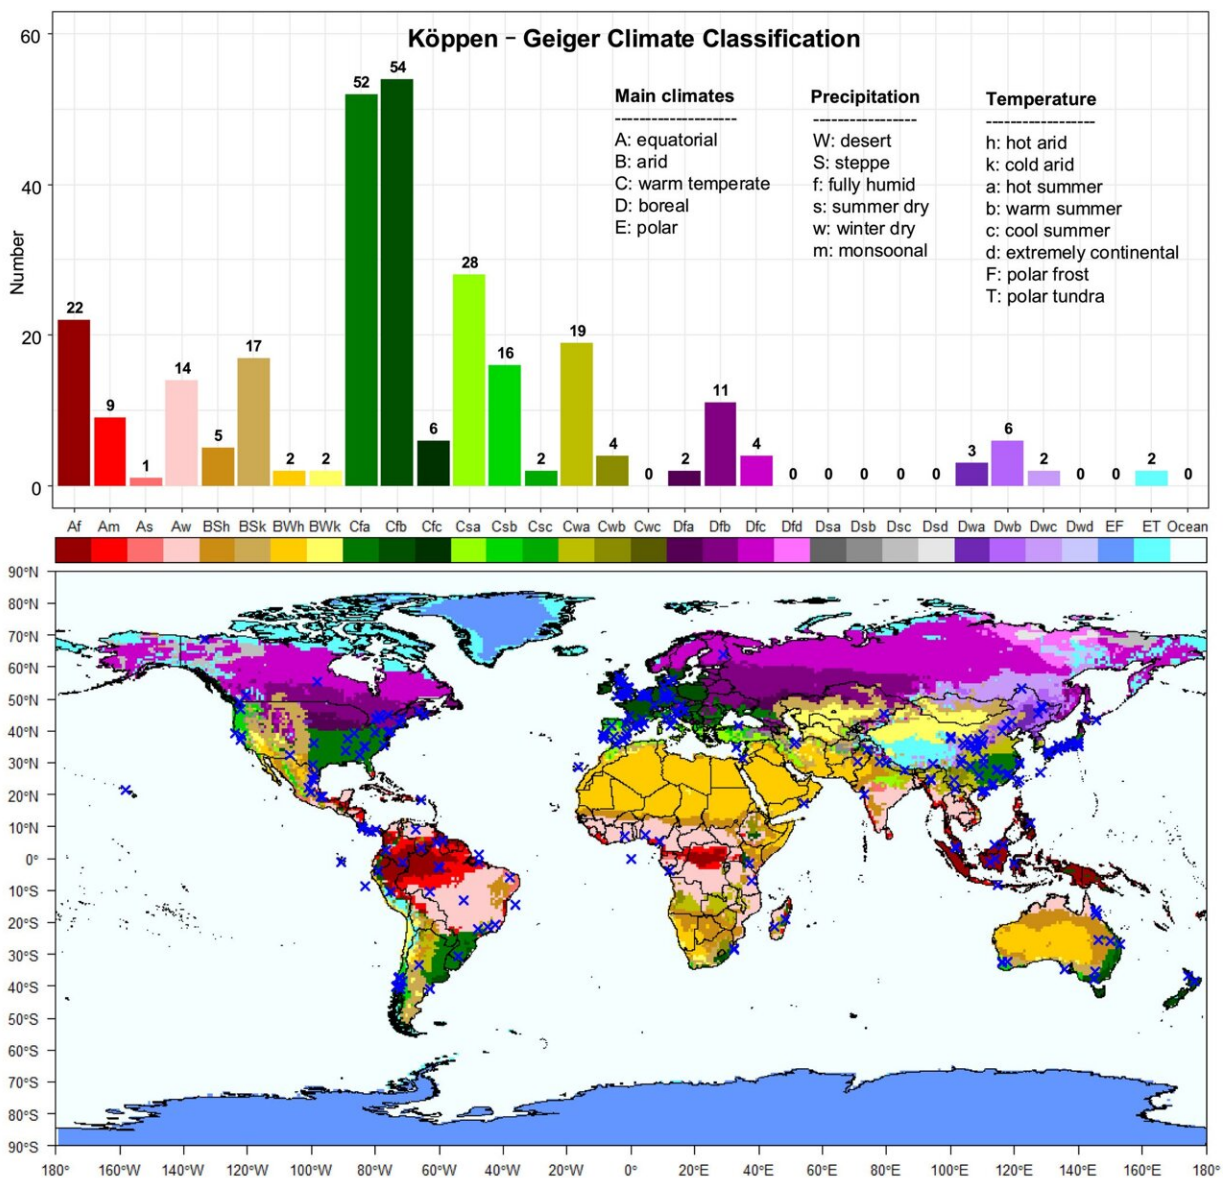 Köppen – Geiger Climate Classification
60
40
20
0
Number
22
9
1
14
5
17
2
2
52
54
6
28
16
2
19
4
0
2
11
4
0
0
0
0
0
3
6
2
0
0
2
0
Main climates
--------------------
A: equatorial
B: arid
C: warm temperate
D: boreal
E: polar
Precipitation
-----------------
W: desert
S: steppe
f: fully humid
s: summer dry
w: winter dry
m: monsoonal
Temperature
------------------
h: hot arid
k: cold arid
a: hot summer
b: warm summer
c: cool summer
d: extremely continental
F: polar frost
T: polar tundra
Af Am As Aw BSh BSk BWh BWk Cfa Cfb Cfc Csa Csb Csc Cwa Cwb Cwc Dfa Dfb Dfc Dfd Dsa Dsb Dsc Dsd Dwa Dwb Dwc Dwd EF ET Ocean
90°N
80°N
70°N
60°N
50°N
40°N
30°N
20°N
10°N
0°
10°S
20°S
30°S
40°S
50°S
60°S
70°S
80°S
90°S
180° 160°W 140°W 120°W 100°W 80°W 60°W 40°W 20°W 0° 20°E 40°E 60°E 80°E 100°E 120°E 140°E 160°E 180°